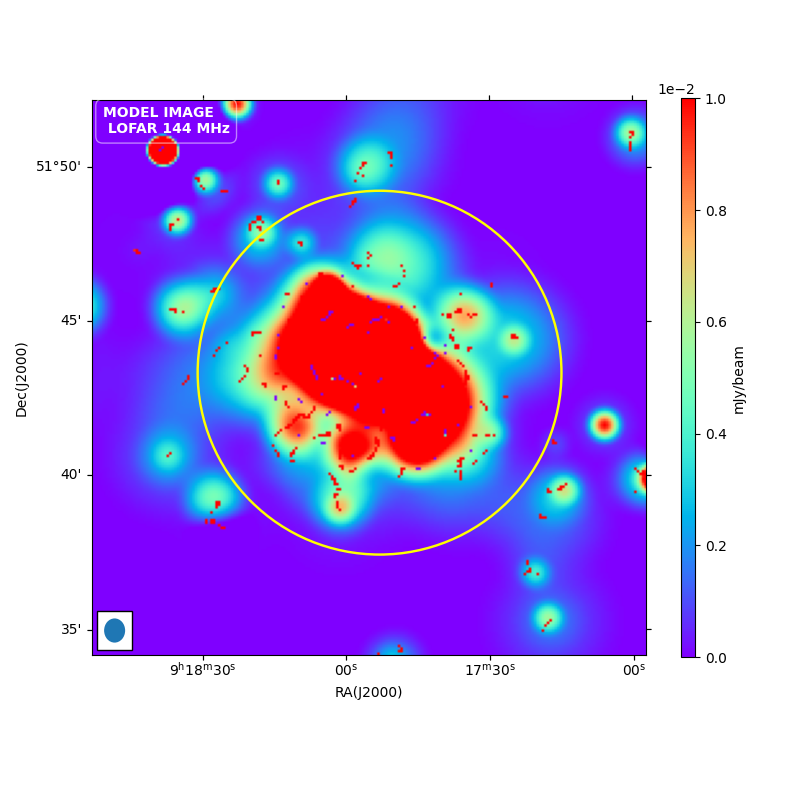 1e−2
MODEL IMAGE
LOFAR 144 MHz
1.0
51°50'
0.8
45'
0.6
Dec(J2000)
mJy/beam
0.4
40'
0.2
35'
0.0
9ʰ18ᵐ30ˢ 00ˢ 17ᵐ30ˢ 00ˢ
RA(J2000)